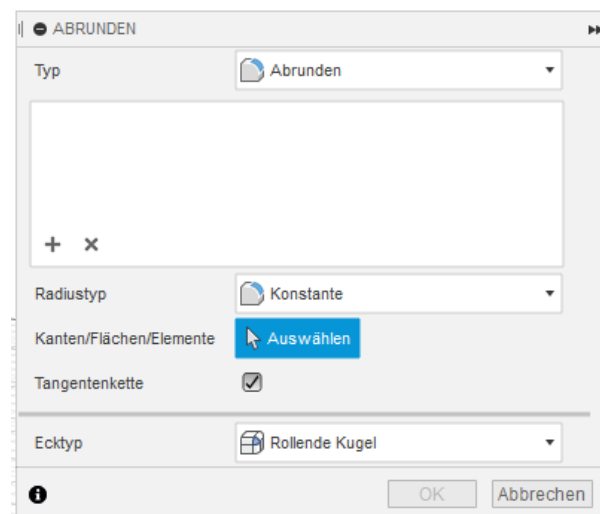 ABRUNDEN
Typ Abrunden
Radiustyp Konstante
Kanten/Flächen/Elemente Auswählen
Tangentenkette
Ecktyp Rollende Kugel
OK Abbrechen